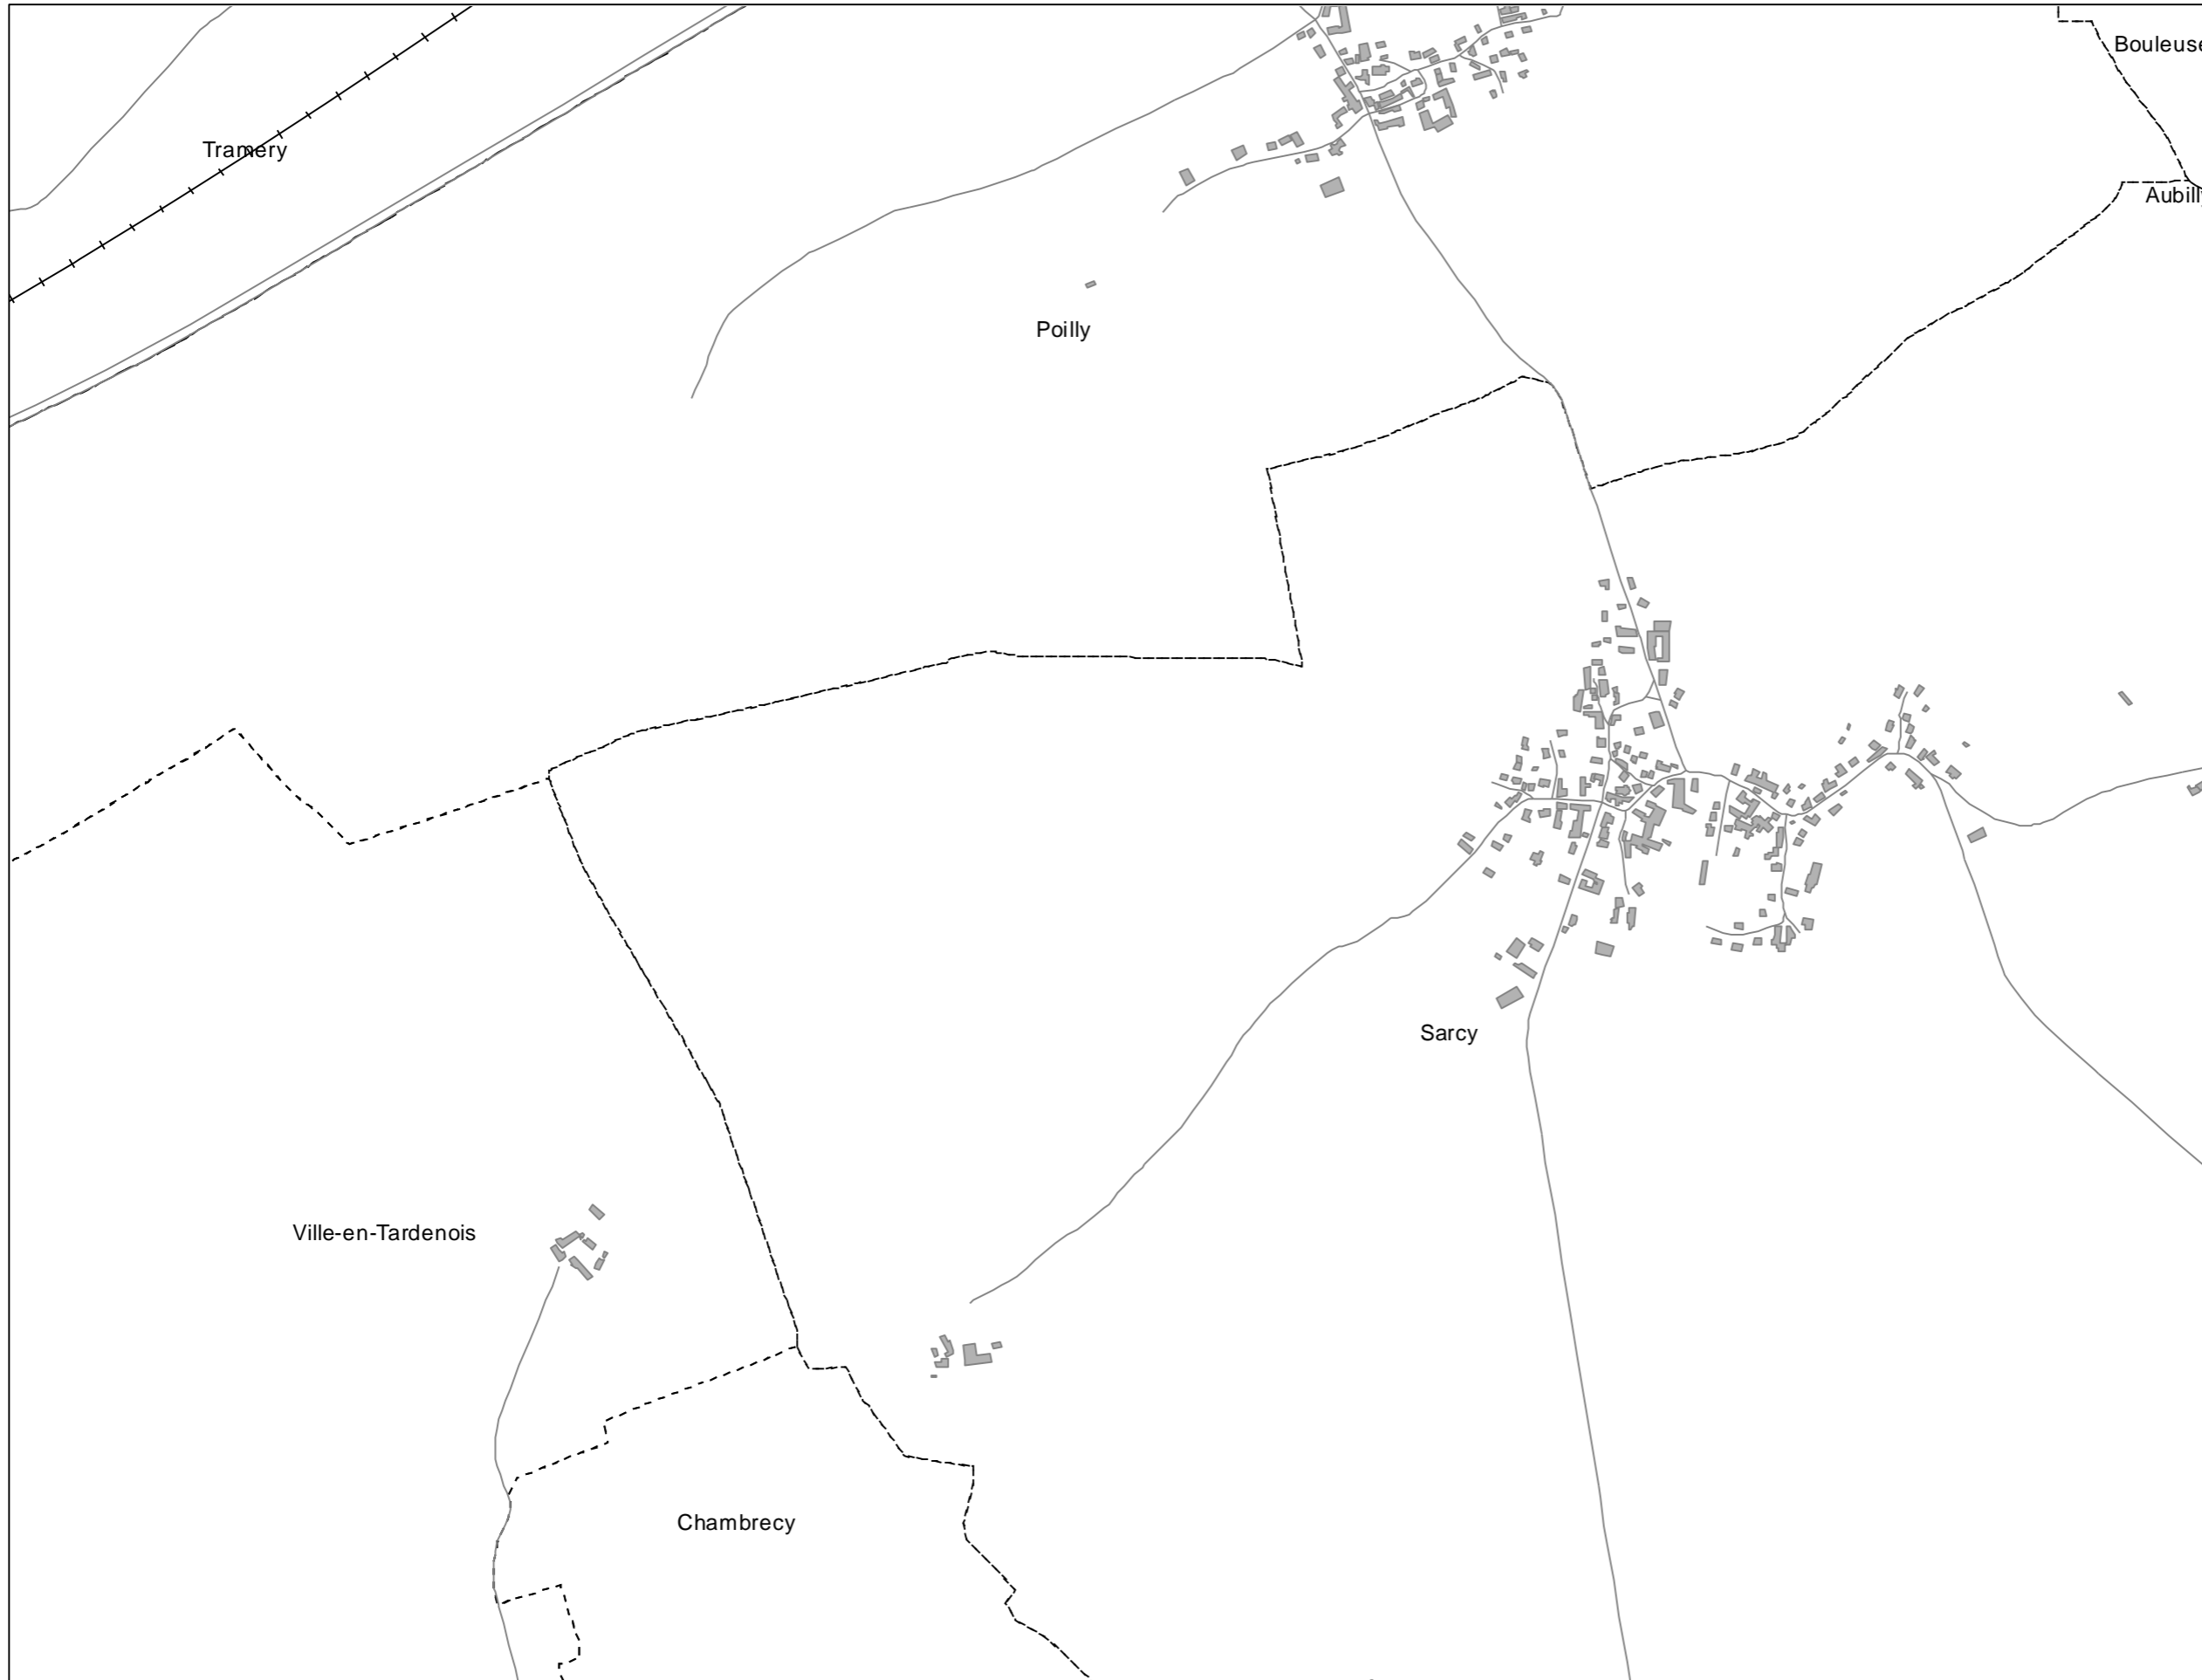 Bouleuse
Tramery
Aubilly
Poilly
Sarcy
Ville-en-Tardenois
Chambrecy